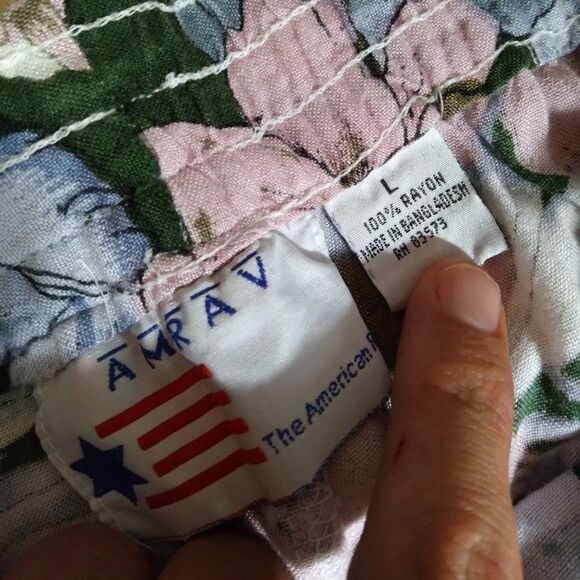 L
100% RAYON
MADE IN BANGLADESH
RN 83573
AMRAV
The American